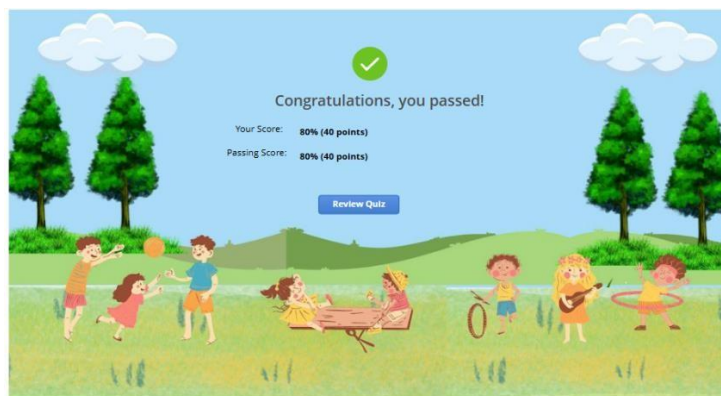 Congratulations, you passed!
Your Score: 80% (40 points)
Passing Score: 80% (40 points)
Review Quiz